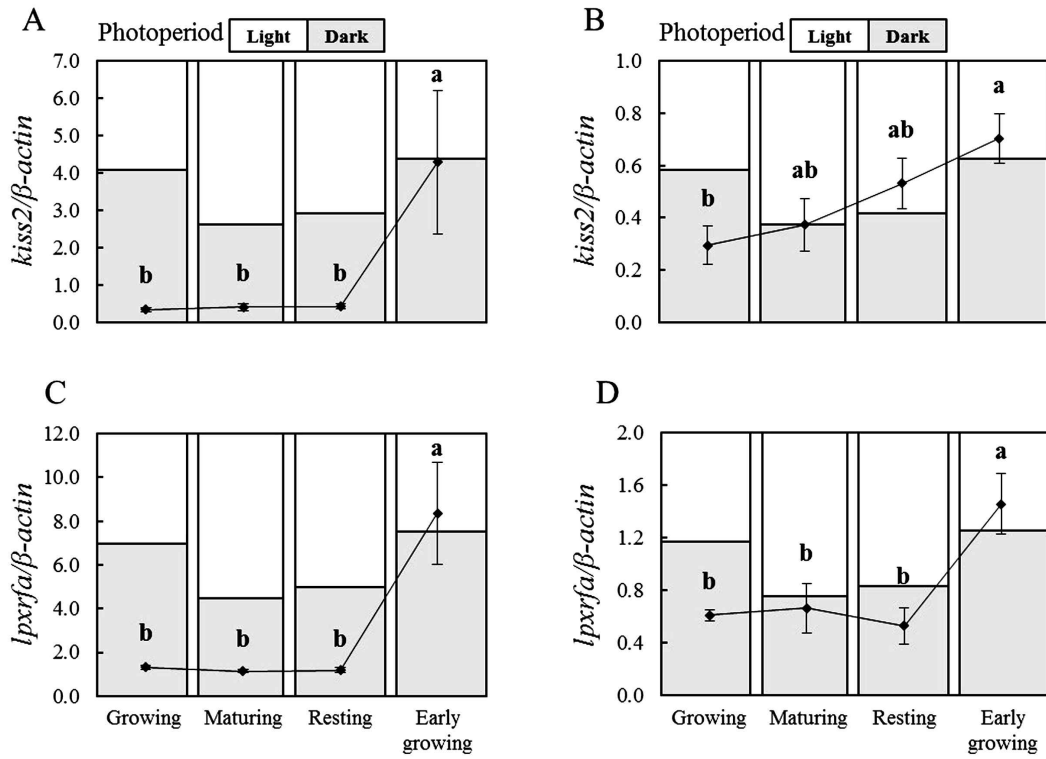 A
Photoperiod Light Dark
7.0
6.0
5.0
4.0
3.0
2.0
1.0
0.0
kiss2/β-actin
b
b
b
a
B
Photoperiod Light Dark
1.0
0.8
0.6
0.4
0.2
0.0
kiss2/β-actin
b
ab
ab
a
C
12.0
10.0
8.0
6.0
4.0
2.0
0.0
lpxrfa/β-actin
b
b
b
a
Growing Maturing Resting Early
growing
D
2.0
1.6
1.2
0.8
0.4
0.0
lpxrfa/β-actin
b
b
b
a
Growing Maturing Resting Early
growing